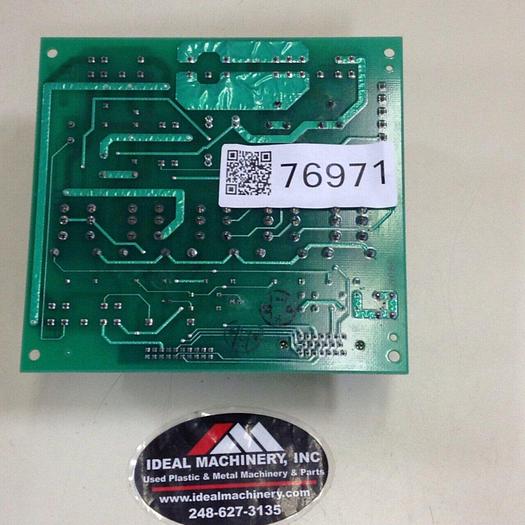 76971
IDEAL MACHINERY, INC
Used Plastic & Metal Machinery & Parts
www.idealmachinery.com
248-627-3135